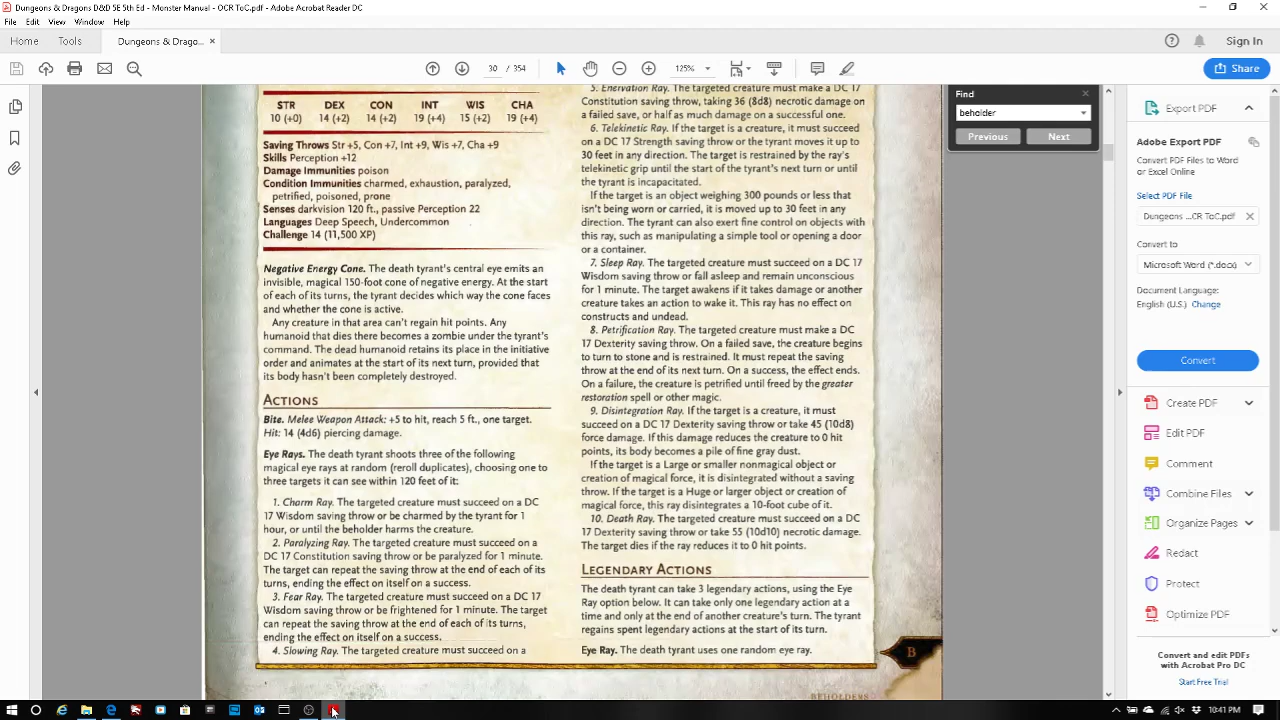 Dungeons & Dragons D&D 5E 5th Ed - Monster Manual - OCR ToC.pdf - Adobe Acrobat Reader DC
File Edit View Window Help
Home Tools Dungeons & Drago... × Sign In
30 / 354 125% Share
STR DEX CON INT WIS CHA
10 (+0) 14 (+2) 14 (+2) 19 (+4) 15 (+2) 19 (+4)
Saving Throws Str +5, Con +7, Int +9, Wis +7, Cha +9
Skills Perception +12
Damage Immunities poison
Condition Immunities charmed, exhaustion, paralyzed,
petrified, poisoned, prone
Senses darkvision 120 ft., passive Perception 22
Languages Deep Speech, Undercommon
Challenge 14 (11,500 XP)
Negative Energy Cone. The death tyrant's central eye emits an
invisible, magical 150-foot cone of negative energy. At the start
of each of its turns, the tyrant decides which way the cone faces
and whether the cone is active.
Any creature in that area can't regain hit points. Any
humanoid that dies there becomes a zombie under the tyrant's
command. The dead humanoid retains its place in the initiative
order and animates at the start of its next turn, provided that
its body hasn't been completely destroyed.
ACTIONS
Bite. Melee Weapon Attack: +5 to hit, reach 5 ft., one target.
Hit: 14 (4d6) piercing damage.
Eye Rays. The death tyrant shoots three of the following
magical eye rays at random (reroll duplicates), choosing one to
three targets it can see within 120 feet of it:
1. Charm Ray. The targeted creature must succeed on a DC
17 Wisdom saving throw or be charmed by the tyrant for 1
hour, or until the beholder harms the creature.
2. Paralyzing Ray. The targeted creature must succeed on a
DC 17 Constitution saving throw or be paralyzed for 1 minute.
The target can repeat the saving throw at the end of each of its
turns, ending the effect on itself on a success.
3. Fear Ray. The targeted creature must succeed on a DC 17
Wisdom saving throw or be frightened for 1 minute. The target
can repeat the saving throw at the end of each of its turns,
ending the effect on itself on a success.
4. Slowing Ray. The targeted creature must succeed on a
5. Enervation Ray. The targeted creature must make a DC 17
Constitution saving throw, taking 36 (8d8) necrotic damage on
a failed save, or half as much damage on a successful one.
6. Telekinetic Ray. If the target is a creature, it must succeed
on a DC 17 Strength saving throw or the tyrant moves it up to
30 feet in any direction. The target is restrained by the ray's
telekinetic grip until the start of the tyrant's next turn or until
the tyrant is incapacitated.
If the target is an object weighing 300 pounds or less that
isn't being worn or carried, it is moved up to 30 feet in any
direction. The tyrant can also exert fine control on objects with
this ray, such as manipulating a simple tool or opening a door
or a container.
7. Sleep Ray. The targeted creature must succeed on a DC 17
Wisdom saving throw or fall asleep and remain unconscious
for 1 minute. The target awakens if it takes damage or another
creature takes an action to wake it. This ray has no effect on
constructs and undead.
8. Petrification Ray. The targeted creature must make a DC
17 Dexterity saving throw. On a failed save, the creature begins
to turn to stone and is restrained. It must repeat the saving
throw at the end of its next turn. On a success, the effect ends.
On a failure, the creature is petrified until freed by the greater
restoration spell or other magic.
9. Disintegration Ray. If the target is a creature, it must
succeed on a DC 17 Dexterity saving throw or take 45 (10d8)
force damage. If this damage reduces the creature to 0 hit
points, its body becomes a pile of fine gray dust.
If the target is a Large or smaller nonmagical object or
creation of magical force, it is disintegrated without a saving
throw. If the target is a Huge or larger object or creation of
magical force, this ray disintegrates a 10-foot cube of it.
10. Death Ray. The targeted creature must succeed on a DC
17 Dexterity saving throw or take 55 (10d10) necrotic damage.
The target dies if the ray reduces it to 0 hit points.
LEGENDARY ACTIONS
The death tyrant can take 3 legendary actions, using the Eye
Ray option below. It can take only one legendary action at a
time and only at the end of another creature's turn. The tyrant
regains spent legendary actions at the start of its turn.
Eye Ray. The death tyrant uses one random eye ray.
B
BEHOLDERS
Find
beholder
Previous Next
Export PDF
Adobe Export PDF
Convert PDF Files to Word
or Excel Online
Select PDF File
Dungeons ...CR ToC.pdf
Convert to
Microsoft Word (*.docx)
Document Language:
English (U.S.) Change
Convert
Create PDF
Edit PDF
Comment
Combine Files
Organize Pages
Redact
Protect
Optimize PDF
Convert and edit PDFs
with Acrobat Pro DC
Start Free Trial
10:41 PM